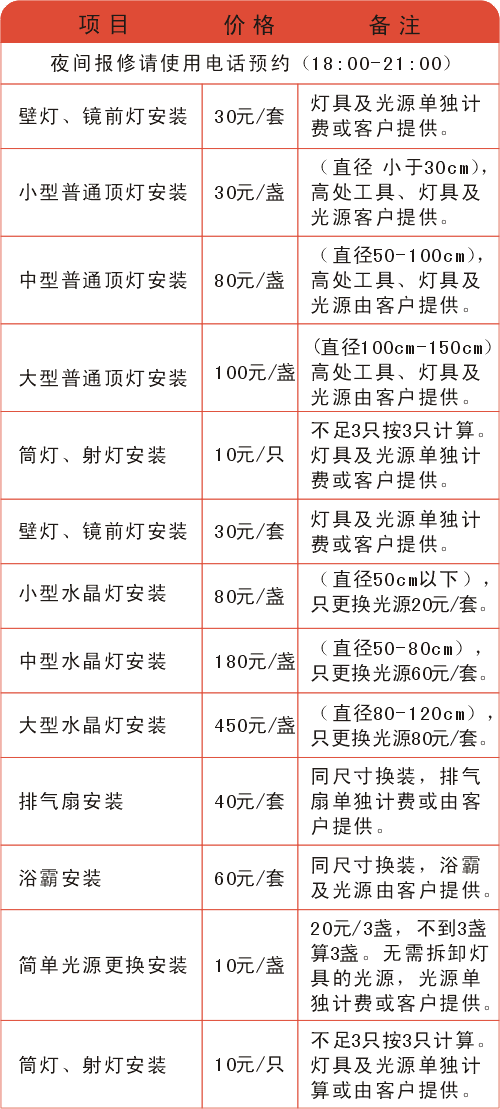 项目 价格 备注
夜间报修请使用电话预约（18:00-21:00）
壁灯、镜前灯安装 30元/套 灯具及光源单独计
费或客户提供。
小型普通顶灯安装 30元/盏 （直径 小于30cm），
高处工具、灯具及
光源客户提供。
中型普通顶灯安装 80元/盏 （直径50-100cm），
高处工具、灯具及
光源由客户提供。
大型普通顶灯安装 100元/盏 (直径100cm-150cm）
高处工具、灯具及
光源由客户提供。
筒灯、射灯安装 10元/只 不足3只按3只计算。
灯具及光源单独计
费或客户提供。
壁灯、镜前灯安装 30元/套 灯具及光源单独计
费或客户提供。
小型水晶灯安装 80元/盏 （直径50cm以下），
只更换光源20元/套。
中型水晶灯安装 180元/盏 （直径50-80cm），
只更换光源60元/套。
大型水晶灯安装 450元/盏 （直径80-120cm），
只更换光源80元/套。
排气扇安装 40元/套 同尺寸换装，排气
扇单独计费或由客
户提供。
浴霸安装 60元/套 同尺寸换装，浴霸
及光源由客户提供。
简单光源更换安装 10元/盏 20元/3盏，不到3盏
算3盏。无需拆卸灯
具的光源，光源单
独计费或客户提供。
筒灯、射灯安装 10元/只 不足3只按3只计算。
灯具及光源单独计
算或由客户提供。